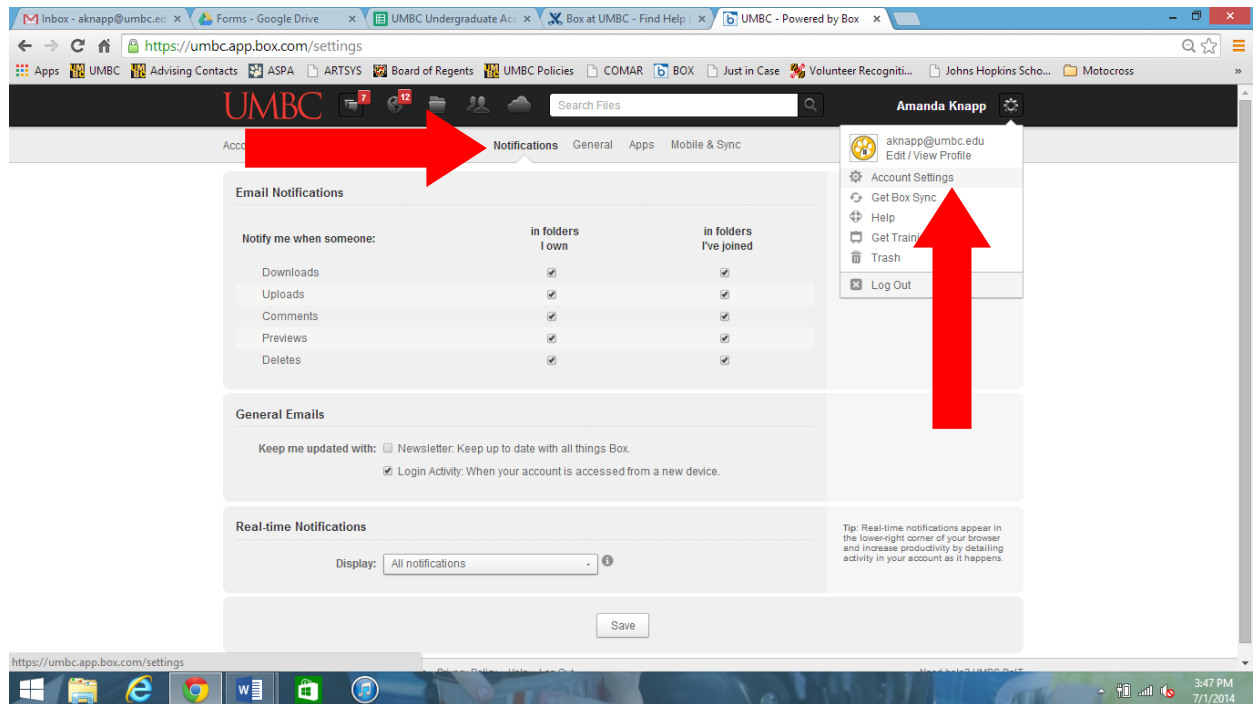 Inbox - aknapp@umbc.ed
Forms - Google Drive
UMBC Undergraduate Aca
Box at UMBC - Find Help (
UMBC - Powered by Box
https://umbc.app.box.com/settings
Apps UMBC Advising Contacts ASPA ARTSYS Board of Regents UMBC Policies COMAR BOX Just in Case Volunteer Recogniti... Johns Hopkins Scho... Motocross »
UMBC 7 12 Search Files Amanda Knapp
Notifications General Apps Mobile & Sync
aknapp@umbc.edu
Edit / View Profile
Account Settings
Get Box Sync
Help
Trash
Log Out
Email Notifications
Notify me when someone:
in folders
I own
in folders
I've joined
Downloads
Uploads
Comments
Previews
Deletes
General Emails
Keep me updated with: Newsletter: Keep up to date with all things Box.
Login Activity: When your account is accessed from a new device.
Real-time Notifications
Display: All notifications
Tip: Real-time notifications appear in
the lower-right corner of your browser
and increase productivity by detailing
activity in your account as it happens.
Save
https://umbc.app.box.com/settings
3:47 PM
7/1/2014